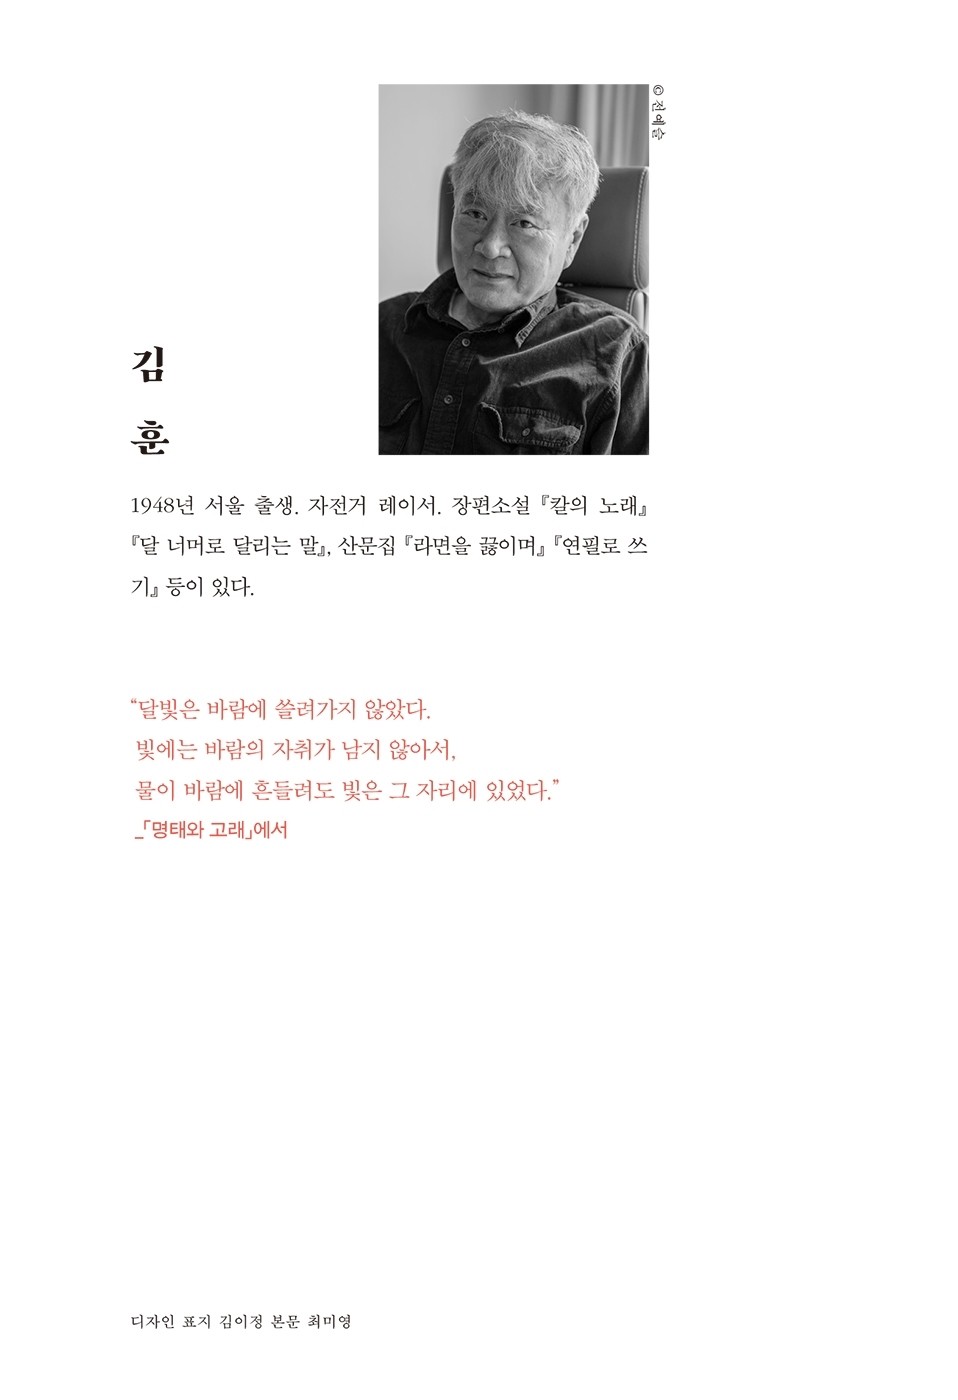 © 전예슬
김
훈
1948년 서울 출생. 자전거 레이서. 장편소설 『칼의 노래』
『달 너머로 달리는 말』, 산문집 『라면을 끓이며』 『연필로 쓰
기』 등이 있다.
“달빛은 바람에 쓸려가지 않았다.
빛에는 바람의 자취가 남지 않아서,
물이 바람에 흔들려도 빛은 그 자리에 있었다.”
_「명태와 고래」에서
디자인 표지 김이정 본문 최미영